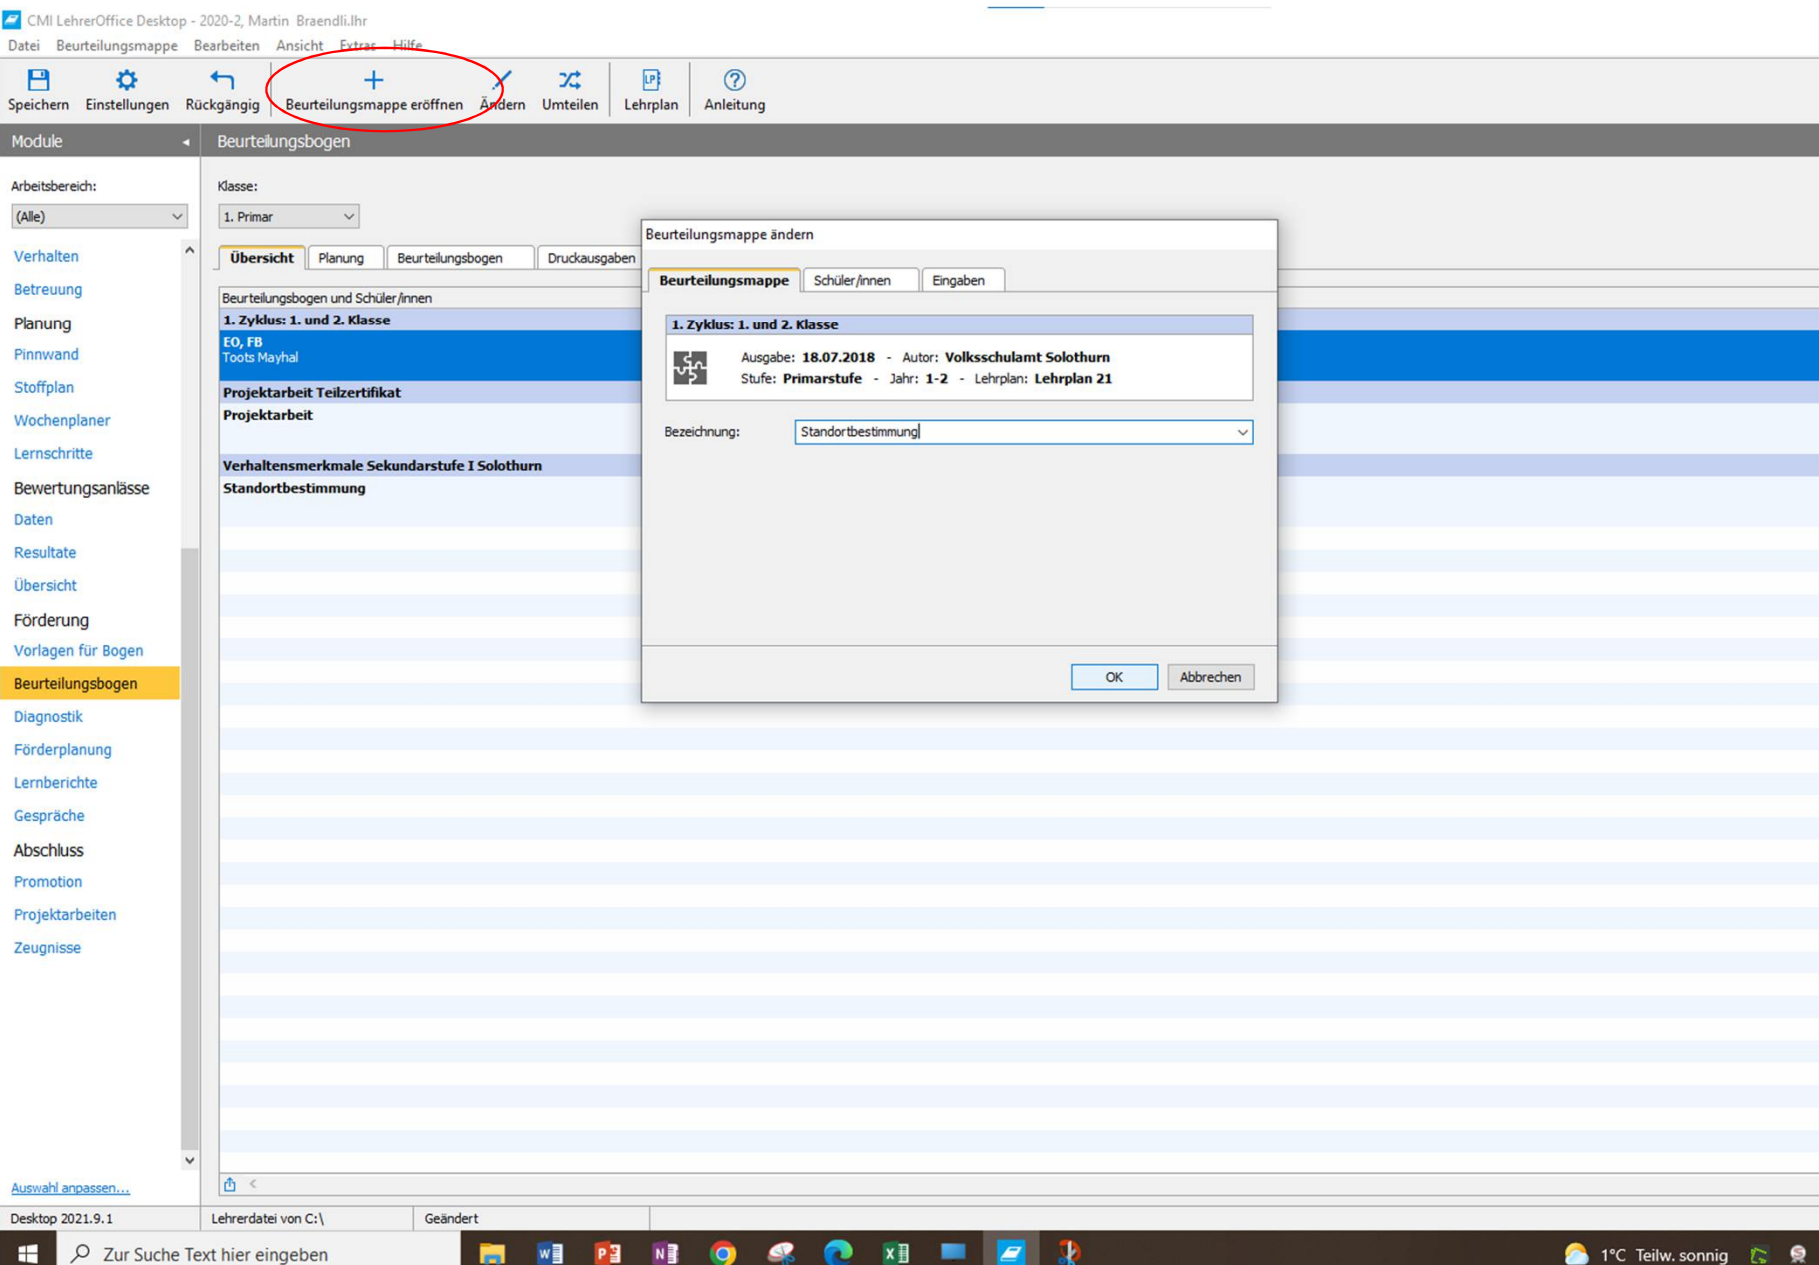 CMI LehrerOffice Desktop - 2020-2, Martin Braendli.lhr
Datei Beurteilungsmappe Bearbeiten Ansicht Extras Hilfe
Speichern Einstellungen Rückgängig Beurteilungsmappe eröffnen Ändern Umteilen Lehrplan Anleitung
Module
Beurteilungsbogen
Arbeitsbereich:
(Alle)
Verhalten
Betreuung
Planung
Pinnwand
Stoffplan
Wochenplaner
Lernschritte
Bewertungsanlässe
Daten
Resultate
Übersicht
Förderung
Vorlagen für Bogen
Beurteilungsbogen
Diagnostik
Förderplanung
Lernberichte
Gespräche
Abschluss
Promotion
Projektarbeiten
Zeugnisse
Auswahl anpassen...
Klasse:
1. Primar
Übersicht Planung Beurteilungsbogen Druckausgaben
Beurteilungsbogen und Schüler/innen
1. Zyklus: 1. und 2. Klasse
EO, FB
Toots Mayhal
Projektarbeit Teilzertifikat
Projektarbeit
Verhaltensmerkmale Sekundarstufe I Solothurn
Standortbestimmung
Beurteilungsmappe ändern
Beurteilungsmappe Schüler/innen Eingaben
1. Zyklus: 1. und 2. Klasse
Ausgabe: 18.07.2018 - Autor: Volksschulamt Solothurn
Stufe: Primarstufe - Jahr: 1-2 - Lehrplan: Lehrplan 21
Bezeichnung: Standortbestimmung
OK Abbrechen
Desktop 2021.9.1 Lehrerdatei von C:\ Geändert
Zur Suche Text hier eingeben
1°C Teilw. sonnig